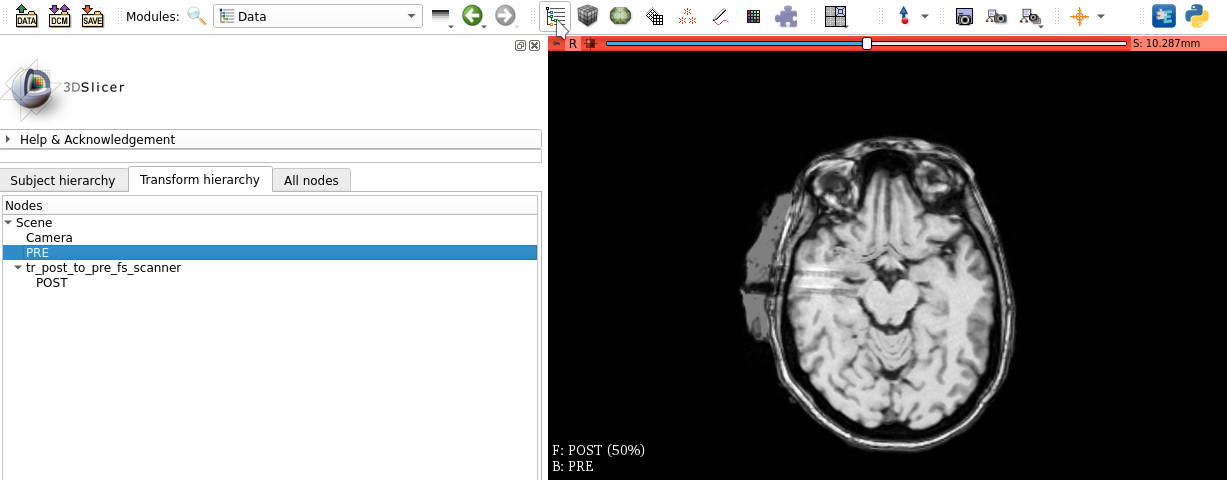 DATA DCM SAVE Modules: Data
R S: 10.287mm
3DSlicer
Help & Acknowledgement
Subject hierarchy Transform hierarchy All nodes
Nodes
Scene
Camera
PRE
tr_post_to_pre_fs_scanner
POST
F: POST (50%)
B: PRE